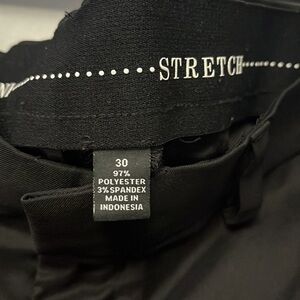 STRETCH
30
97%
POLYESTER
3% SPANDEX
MADE IN
INDONESIA